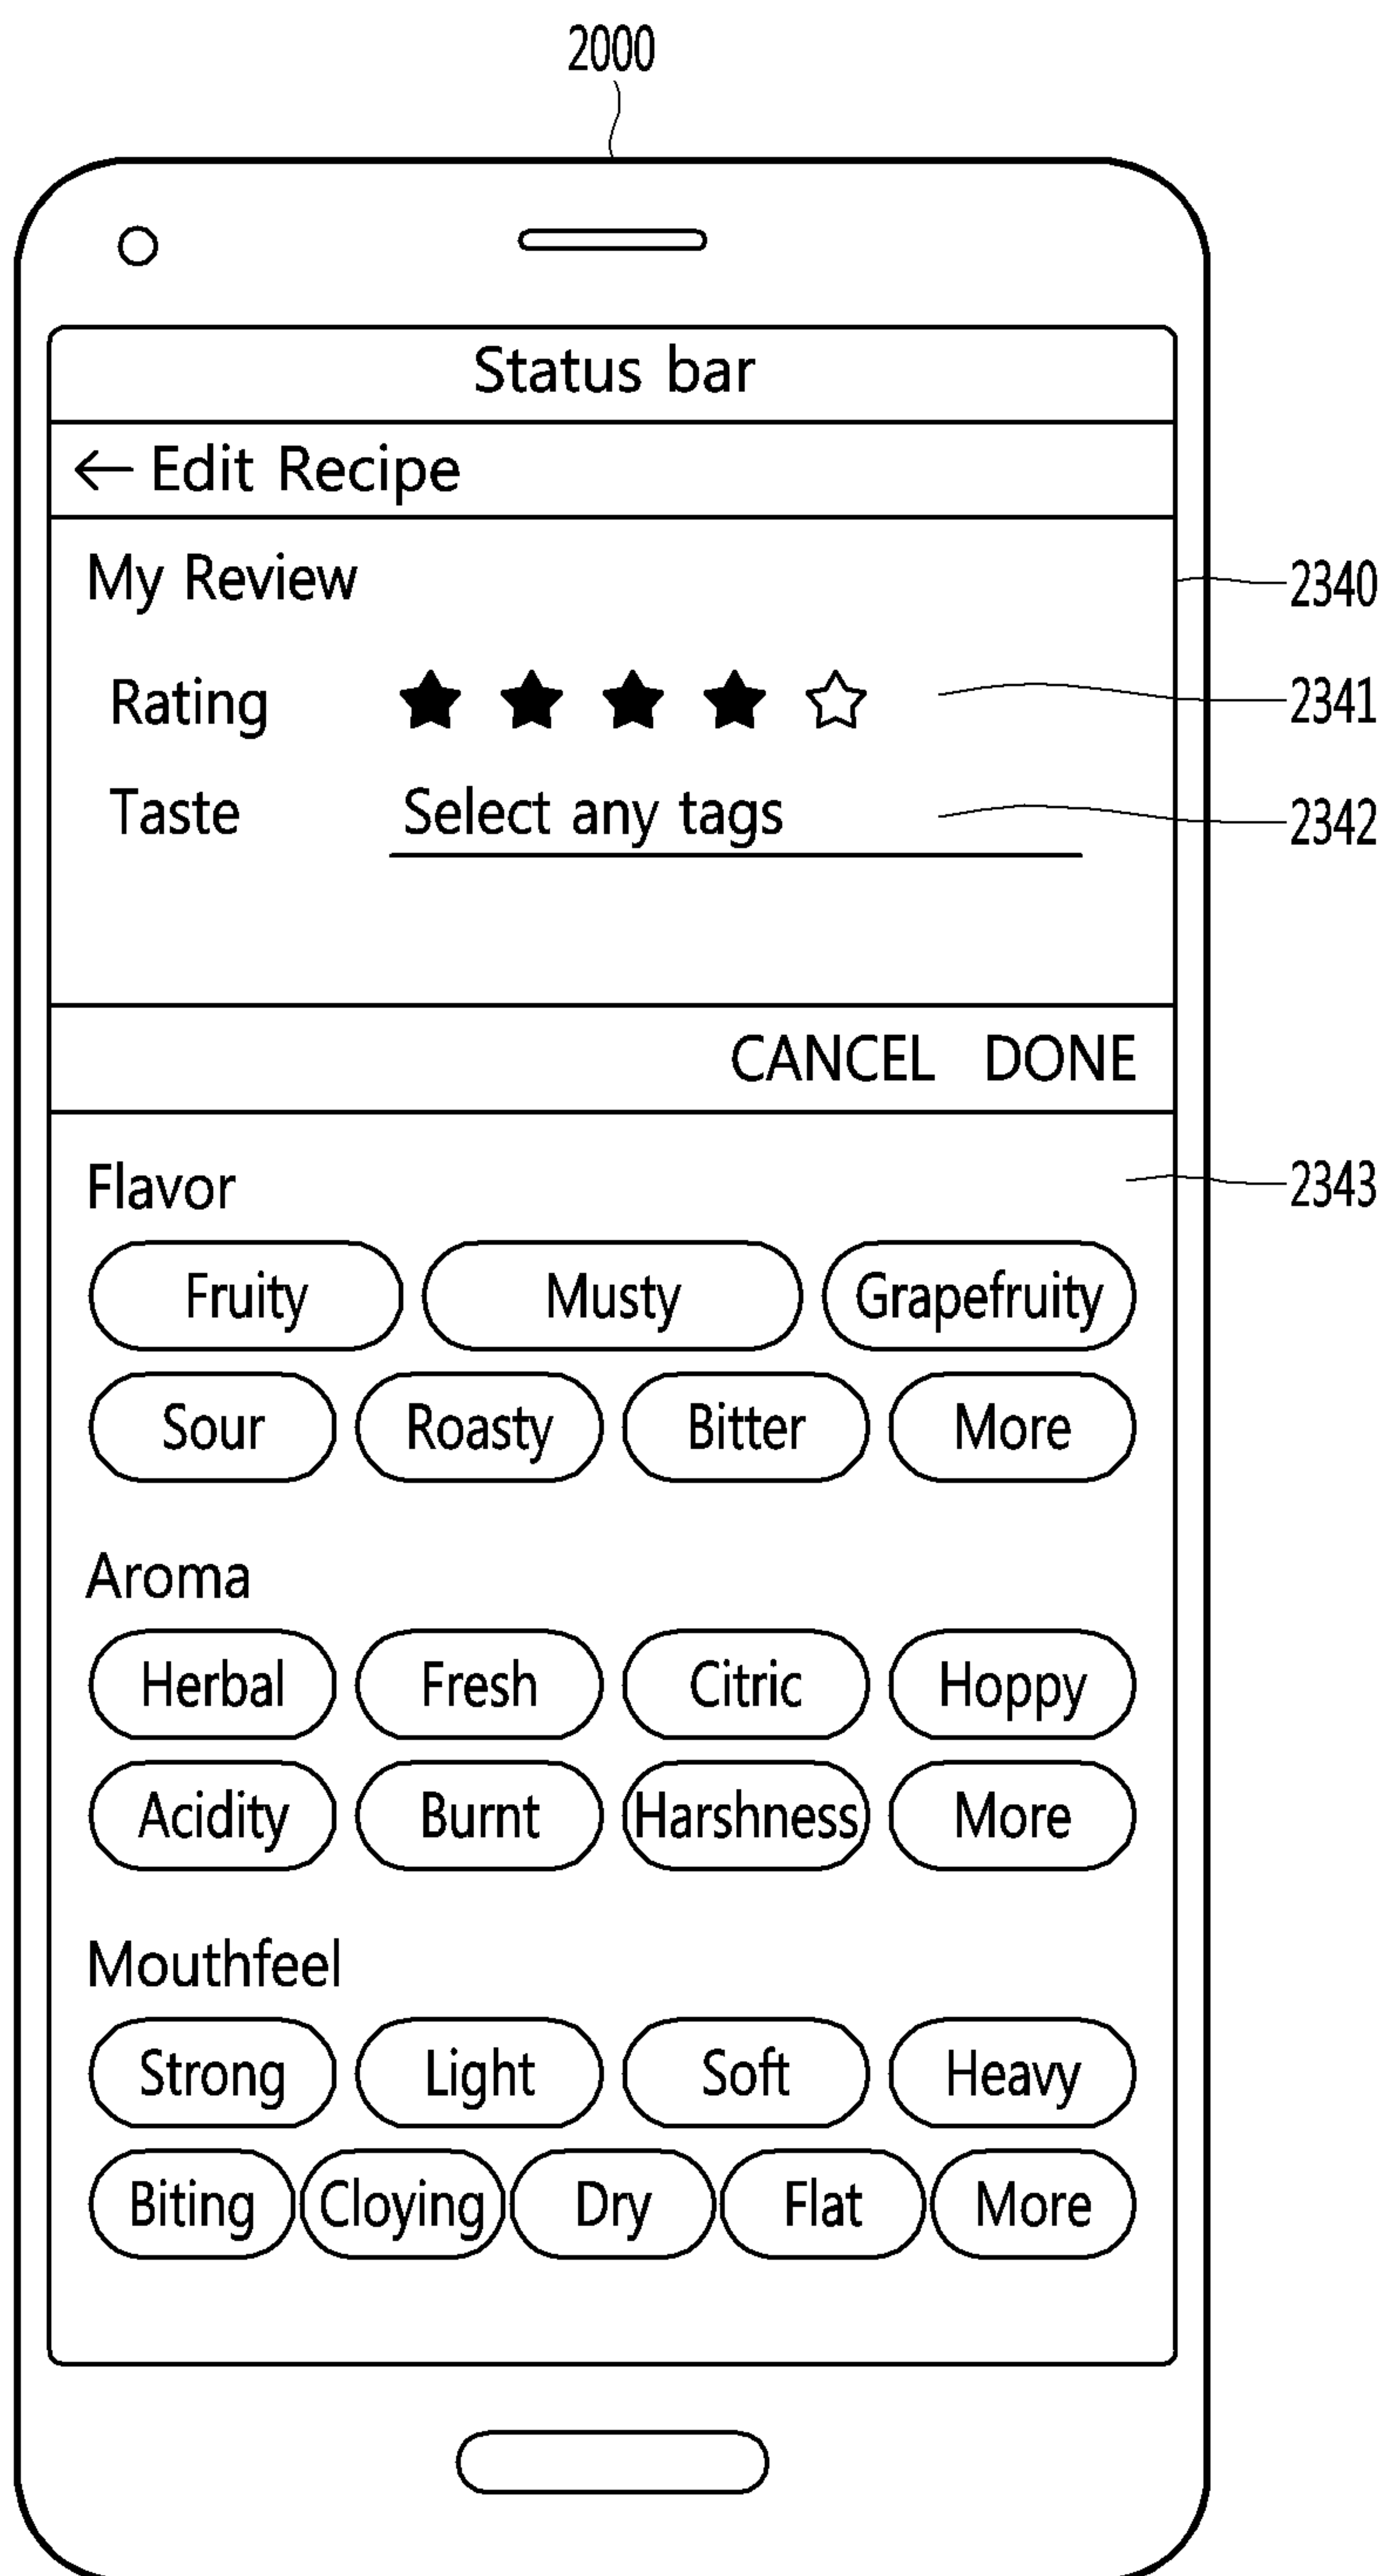 2000
Status bar
← Edit Recipe
My Review
2340
Rating ★ ★ ★ ★ ☆
2341
Taste Select any tags
2342
CANCEL DONE
Flavor
2343
Fruity Musty Grapefruity
Sour Roasty Bitter More
Aroma
Herbal Fresh Citric Hoppy
Acidity Burnt Harshness More
Mouthfeel
Strong Light Soft Heavy
Biting Cloying Dry Flat More